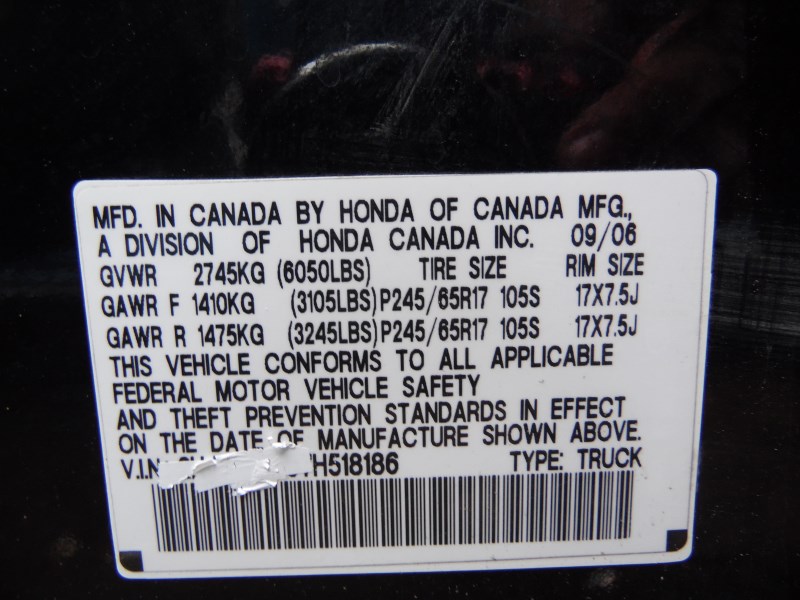 MFD. IN CANADA BY HONDA OF CANADA MFG.,
A DIVISION OF HONDA CANADA INC. 09/06
GVWR 2745KG (6050LBS) TIRE SIZE RIM SIZE
GAWR F 1410KG (3105LBS) P245/65R17 105S 17X7.5J
GAWR R 1475KG (3245LBS) P245/65R17 105S 17X7.5J
THIS VEHICLE CONFORMS TO ALL APPLICABLE
FEDERAL MOTOR VEHICLE SAFETY
AND THEFT PREVENTION STANDARDS IN EFFECT
ON THE DATE OF MANUFACTURE SHOWN ABOVE.
V.I.N H518186 TYPE: TRUCK